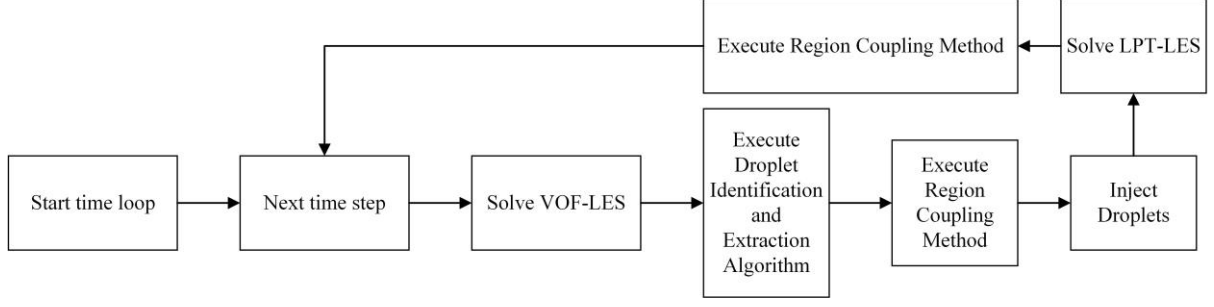 Execute Region Coupling Method
Solve LPT-LES
Start time loop
Next time step
Solve VOF-LES
Execute
Droplet
Identification
and
Extraction
Algorithm
Execute
Region
Coupling
Method
Inject
Droplets